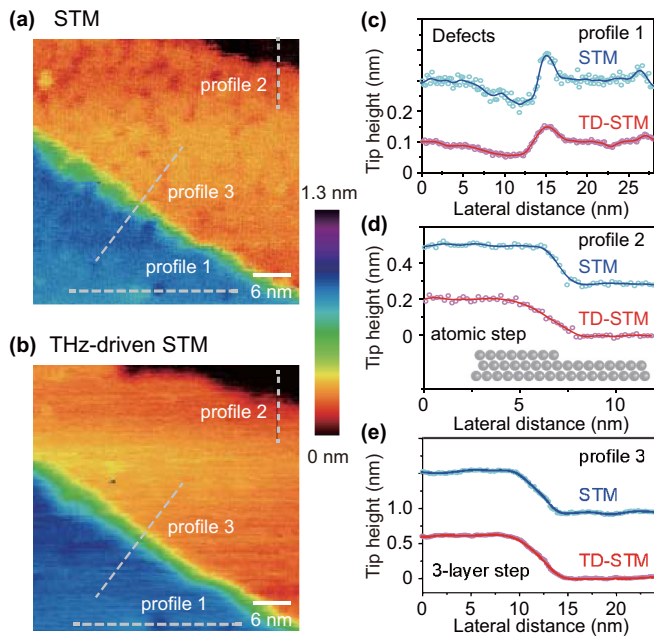 (a) STM
profile 2
profile 3
profile 1
6 nm
1.3 nm
0 nm
(b) THz-driven STM
profile 2
profile 3
profile 1
6 nm
(c)
Defects
profile 1
STM
TD-STM
Tip height (nm)
0.2
0.1
0.1
0
0 5 10 15 20 25
Lateral distance (nm)
(d)
profile 2
STM
TD-STM
atomic step
Tip height (nm)
0.4
0.2
0
0 5 10
Lateral distance (nm)
(e)
profile 3
STM
TD-STM
3-layer step
Tip height (nm)
1.0
0.5
0
0 5 10 15 20
Lateral distance (nm)